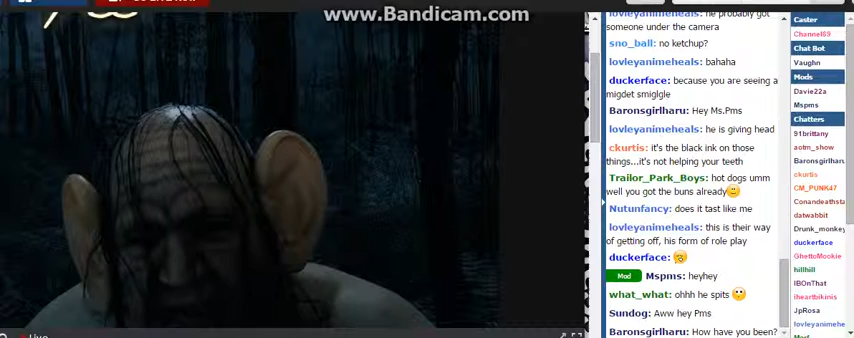 www.Bandicam.com
lovleyanimeheals: he probably got
someone under the camera
sno_ball: no ketchup?
lovleyanimeheals: bahaha
duckerface: because you are seeing a
migdet smiglgle
Baronsgirlharu: Hey Ms.Pms
lovleyanimeheals: he is giving head
ckurtis: it's the black ink on those
things...it's not helping your teeth
Trailor_Park_Boys: hot dogs umm
well you got the buns already
Nutunfancy: does it tast like me
lovleyanimeheals: this is their way
of getting off, his form of role play
duckerface:
Mod Mspms: heyhey
what_what: ohhh he spits
Sundog: Aww hey Pms
Baronsgirlharu: How have you been?
Caster
Channel69
Chat Bot
Vaughn
Mods
Davie22a
Mspms
Chatters
91brittany
aotm_show
Baronsgirlharu
ckurtis
CM_PUNK47
Conandeathsta
datwabbit
Drunk_monkey
duckerface
GhettoMookie
hillhill
IBOnThat
iheartbikinis
JpRosa
lovleyanimehe
Live